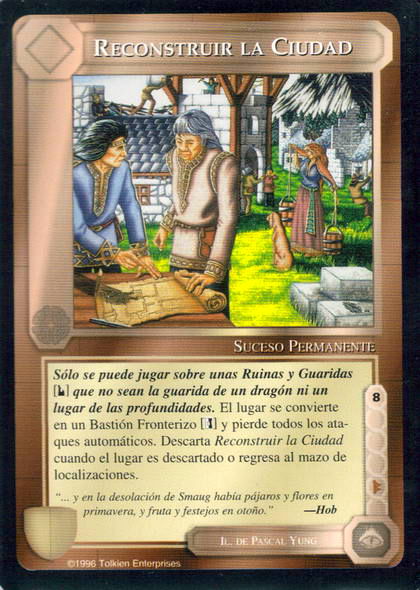 Reconstruir la Ciudad
Suceso Permanente
Sólo se puede jugar sobre unas Ruinas y Guaridas
[] que no sean la guarida de un dragón ni un
lugar de las profundidades. El lugar se convierte
en un Bastión Fronterizo [] y pierde todos los ata-
ques automáticos. Descarta Reconstruir la Ciudad
cuando el lugar es descartado o regresa al mazo de
localizaciones.
8
"... y en la desolación de Smaug había pájaros y flores en
primavera, y fruta y festejos en otoño." —Hob
Il. de Pascal Yung
©1996 Tolkien Enterprises